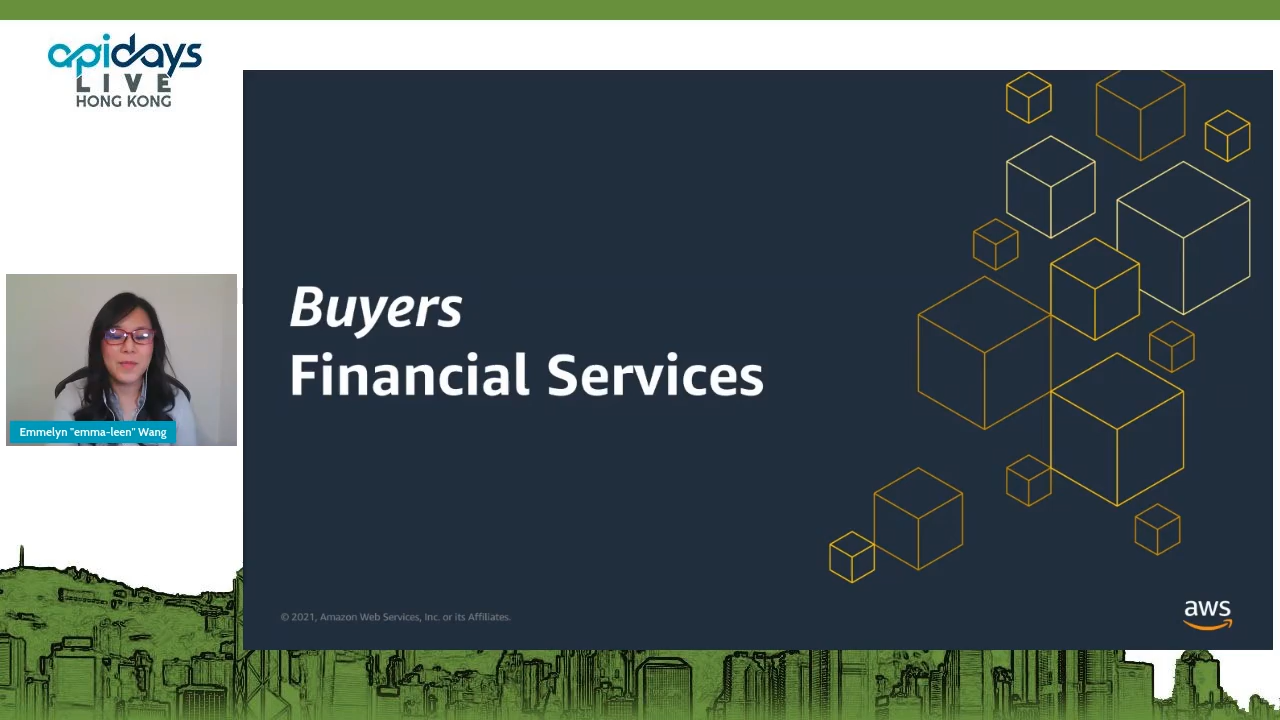 apidays
LIVE
HONG KONG
Buyers
Financial Services
Emmelyn "emma-leen" Wang
© 2021, Amazon Web Services, Inc. or its Affiliates.
aws